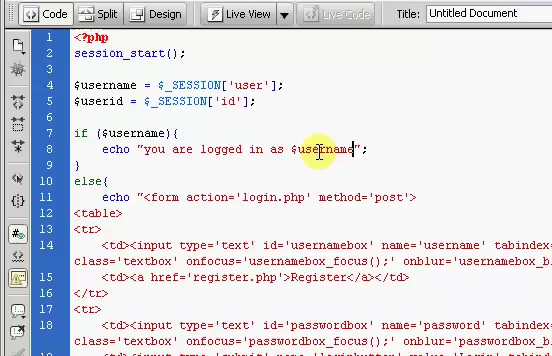 Code Split Design Live View Live Code Title: Untitled Document
1 <?php
2 session_start();
3
4 $username = $_SESSION['user'];
5 $userid = $_SESSION['id'];
6
7 if ($username){
8 echo "you are logged in as $username";
9 }
10 else{
11 echo "<form action='login.php' method='post'>
12 <table>
13 <tr>
14 <td><input type='text' id='usernamebox' name='username' tabindex
class='textbox' onfocus='usernamebox_focus();' onblur='usernamebox_b
15 <td><a href='register.php'>Register</a></td>
16 </tr>
17 <tr>
18 <td><input type='text' id='passwordbox' name='password' tabindex
class='textbox' onfocus='passwordbox_focus();' onblur='passwordbox_b